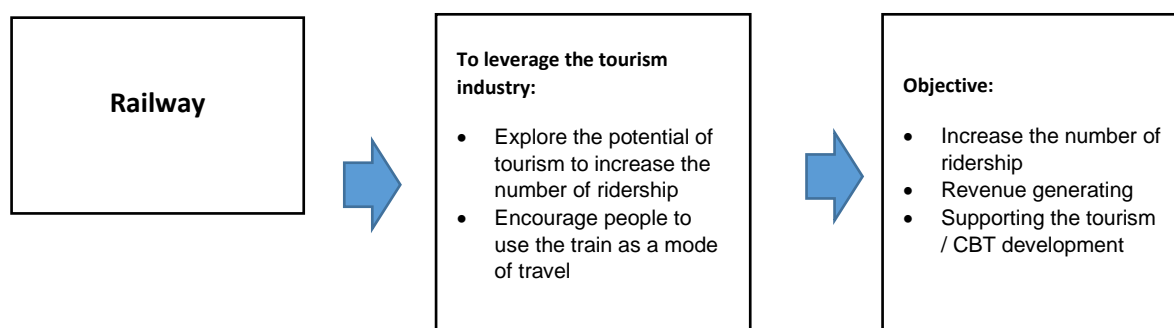 Railway
To leverage the tourism
industry:
• Explore the potential of
tourism to increase the
number of ridership
• Encourage people to
use the train as a mode
of travel
Objective:
• Increase the number of
ridership
• Revenue generating
• Supporting the tourism
/ CBT development